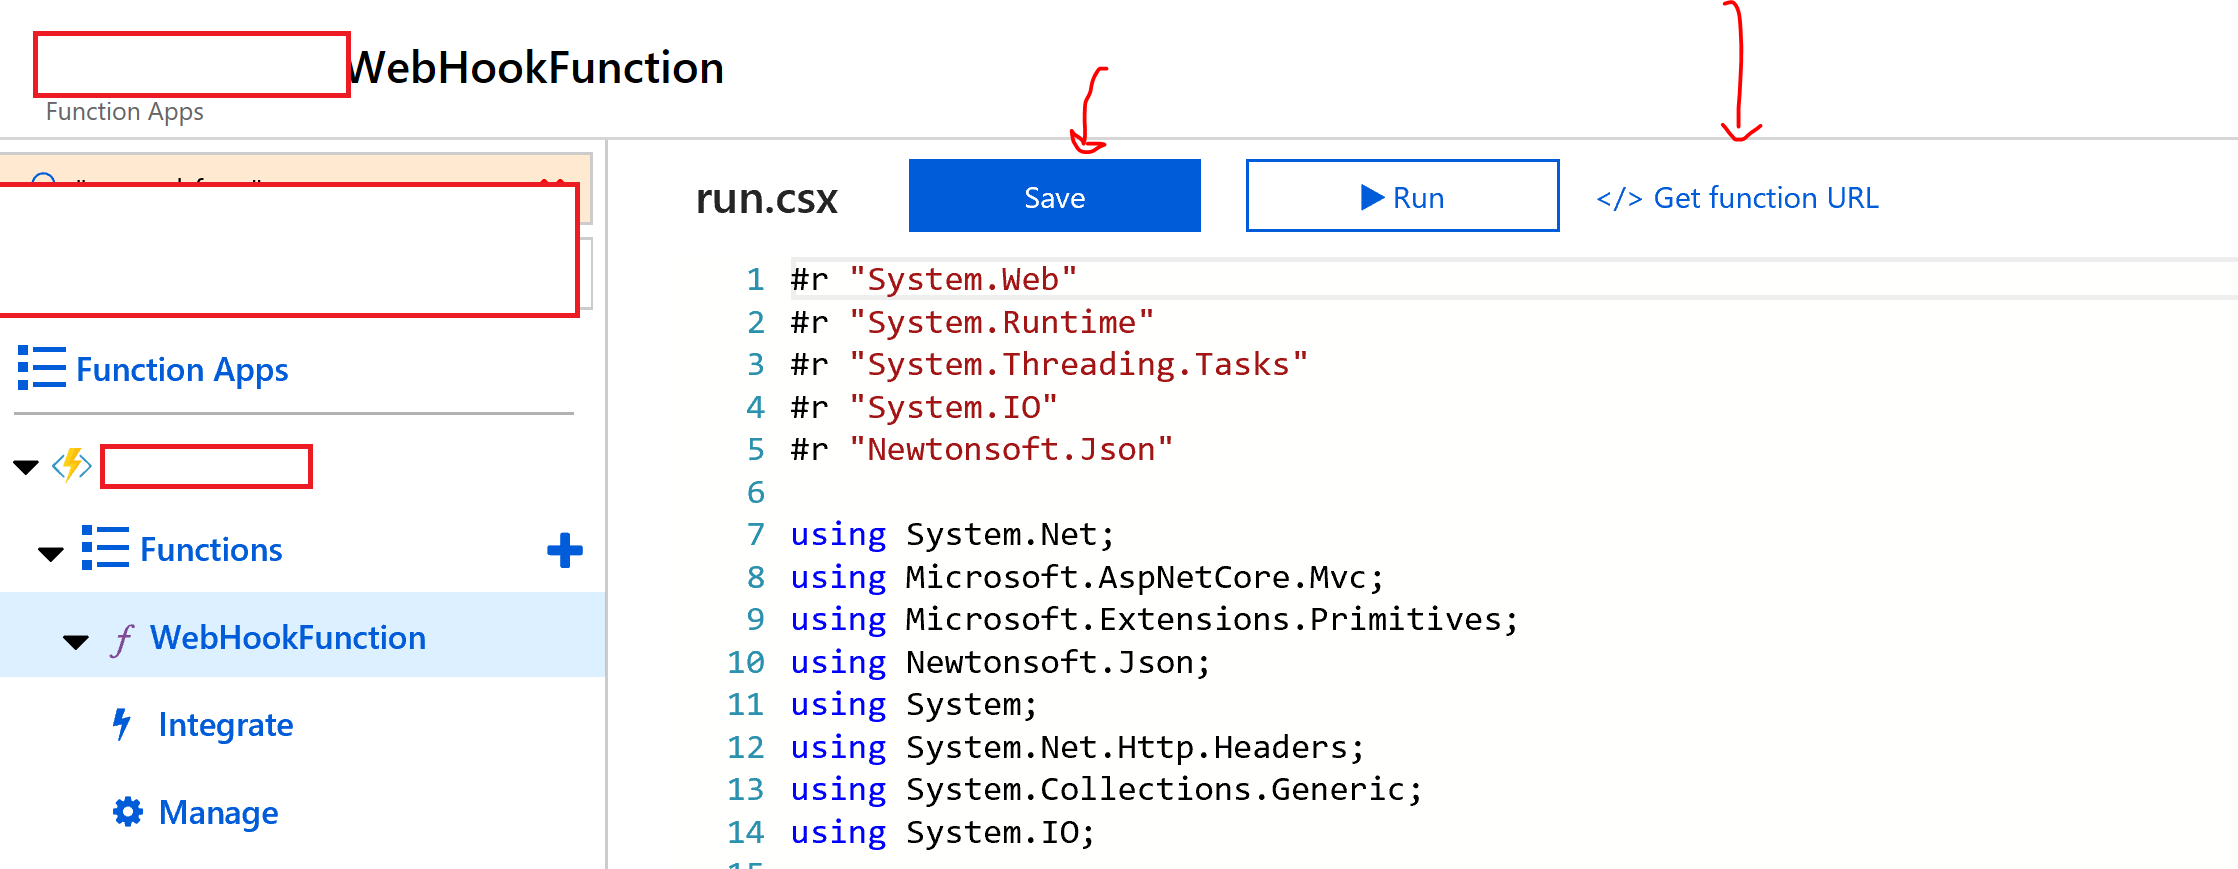 WebHookFunction
Function Apps
Function Apps
Functions
WebHookFunction
Integrate
Manage
run.csx
Save
Run
</> Get function URL
1 #r "System.Web"
2 #r "System.Runtime"
3 #r "System.Threading.Tasks"
4 #r "System.IO"
5 #r "Newtonsoft.Json"
6
7 using System.Net;
8 using Microsoft.AspNetCore.Mvc;
9 using Microsoft.Extensions.Primitives;
10 using Newtonsoft.Json;
11 using System;
12 using System.Net.Http.Headers;
13 using System.Collections.Generic;
14 using System.IO;
15